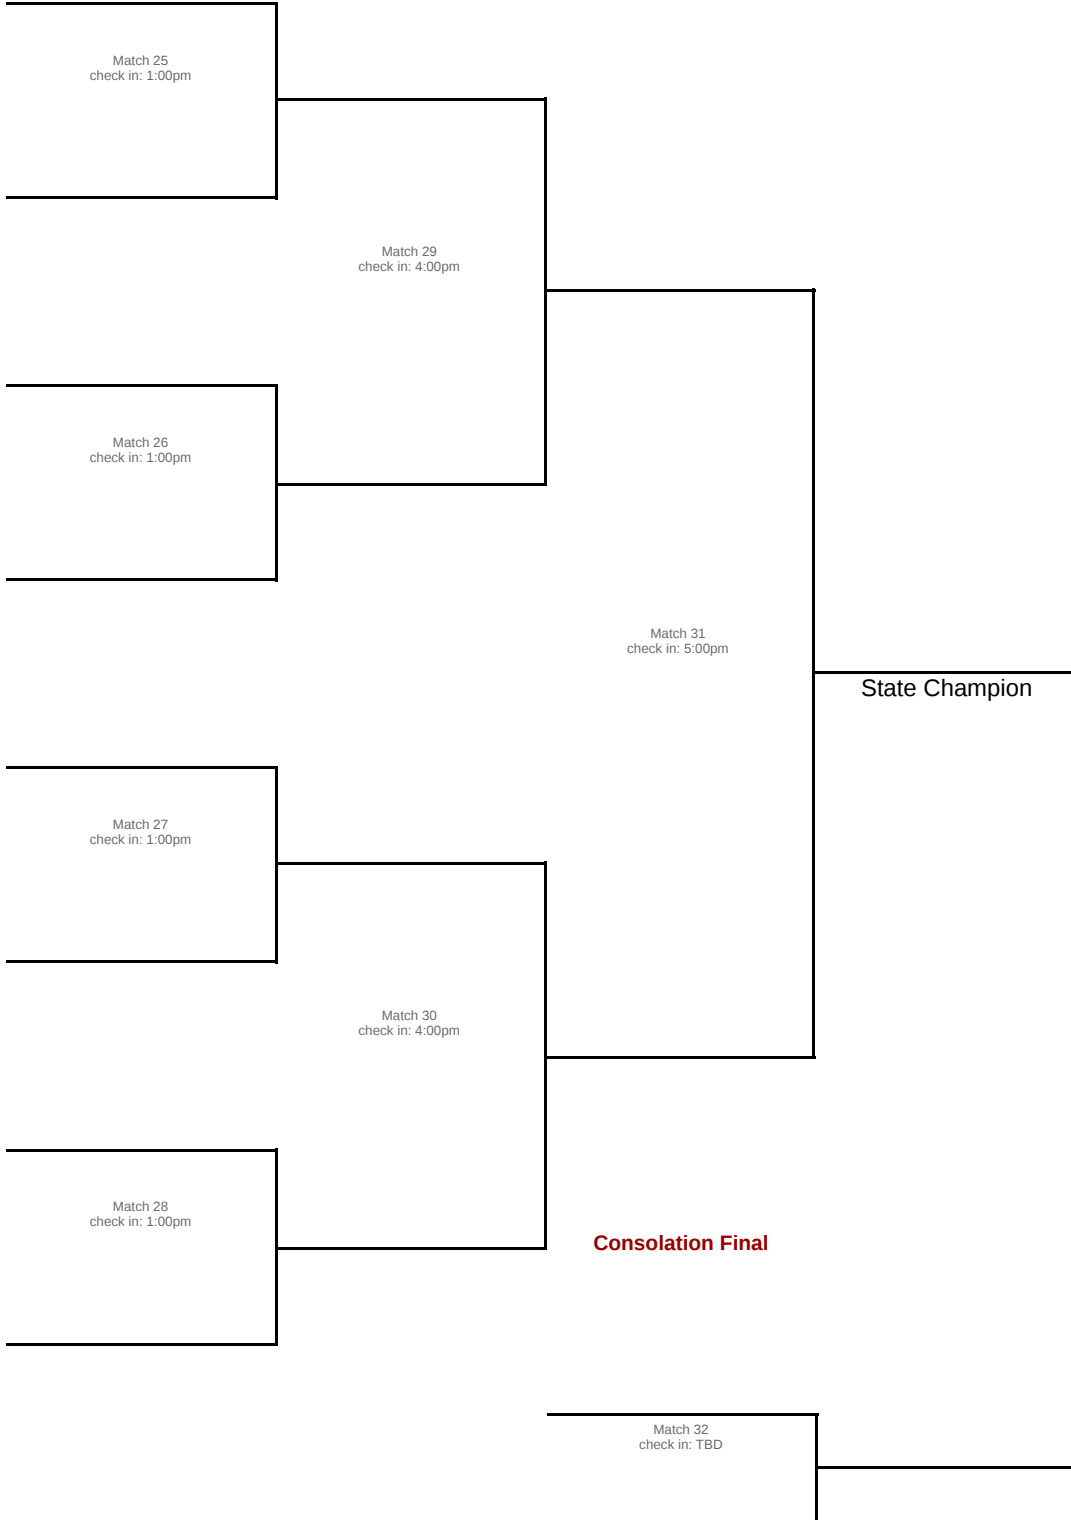 Match 25
check in: 1:00pm
Match 29
check in: 4:00pm
Match 26
check in: 1:00pm
Match 31
check in: 5:00pm
State Champion
Match 27
check in: 1:00pm
Match 30
check in: 4:00pm
Match 28
check in: 1:00pm
Consolation Final
Match 32
check in: TBD